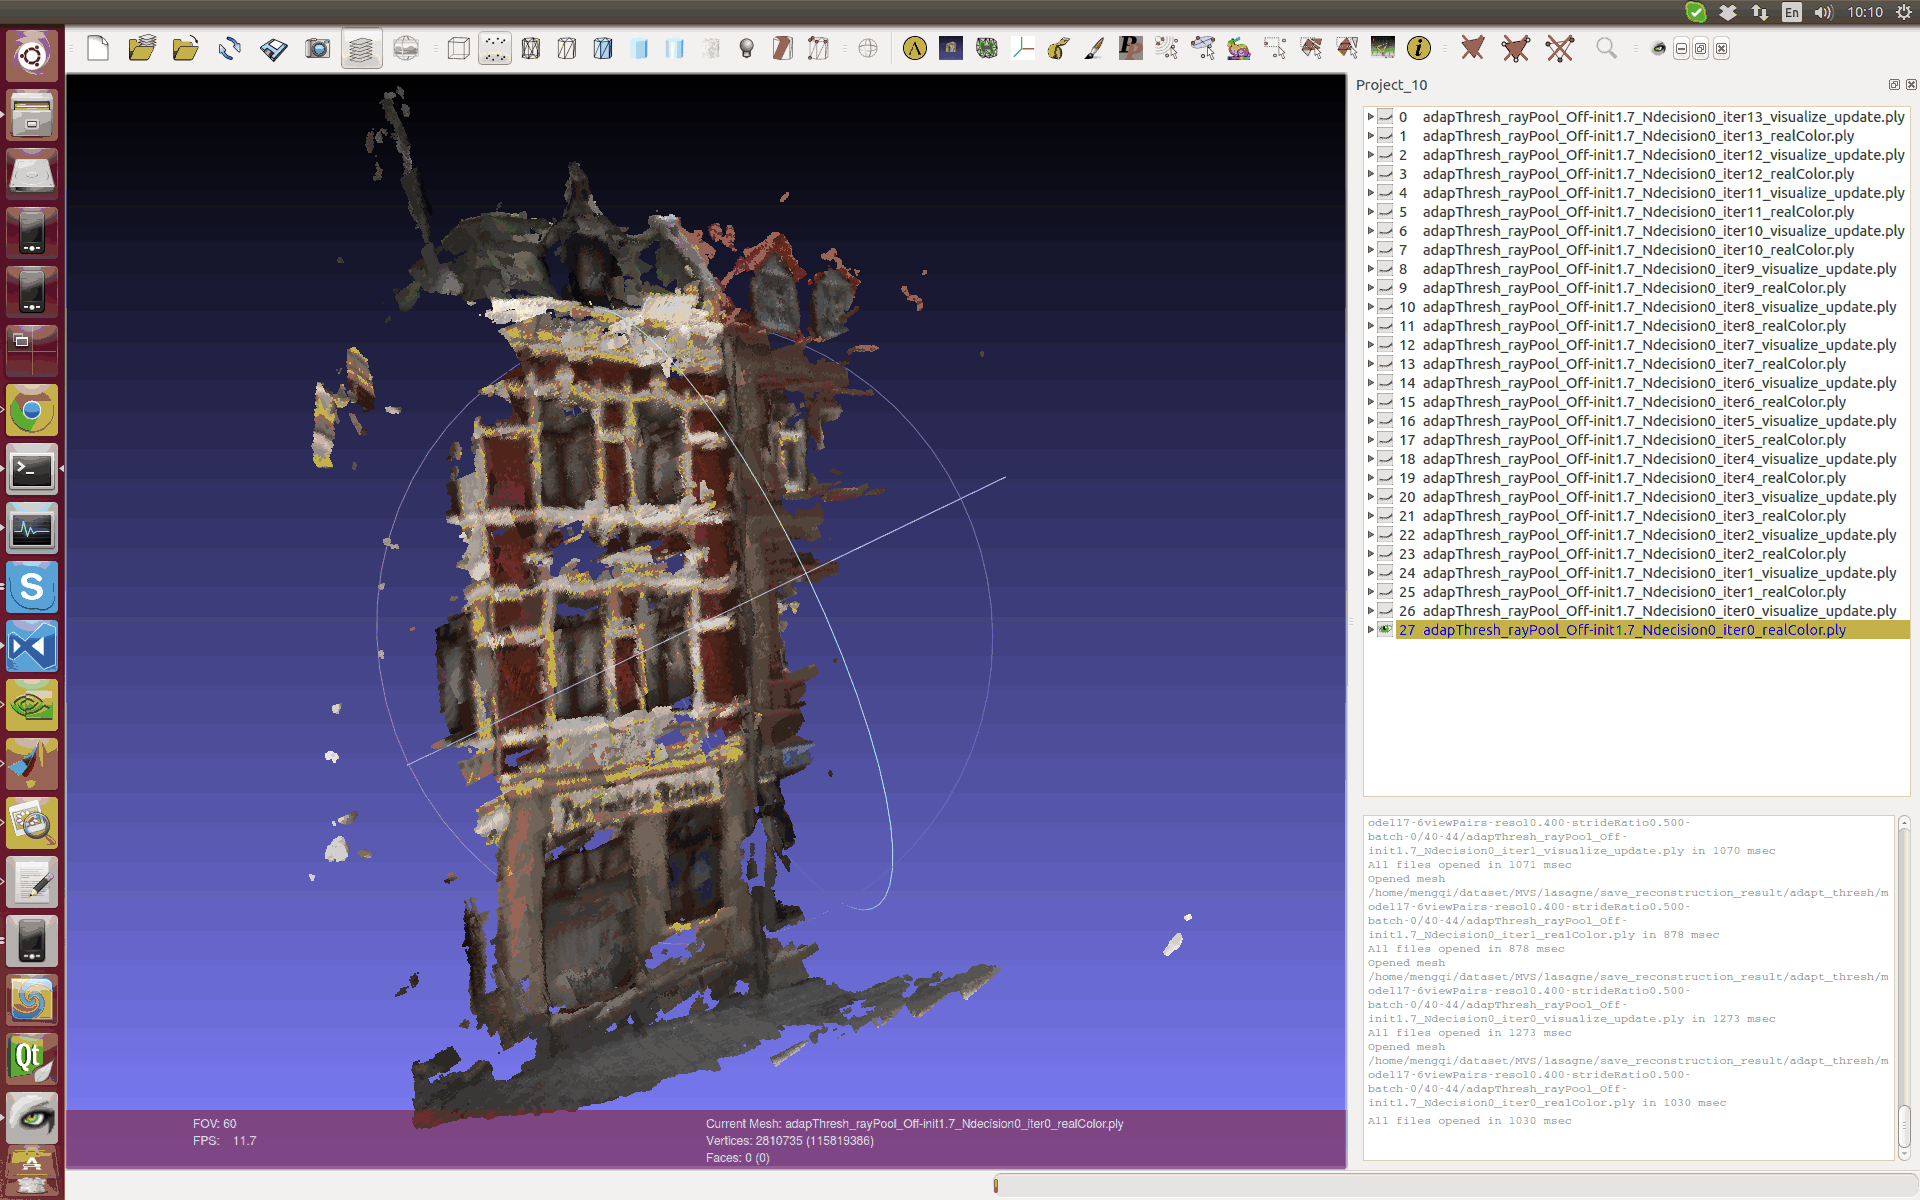 En
10:10
Project_10
0 adapThresh_rayPool_Off-init1.7_Ndecision0_iter13_visualize_update.ply
1 adapThresh_rayPool_Off-init1.7_Ndecision0_iter13_realColor.ply
2 adapThresh_rayPool_Off-init1.7_Ndecision0_iter12_visualize_update.ply
3 adapThresh_rayPool_Off-init1.7_Ndecision0_iter12_realColor.ply
4 adapThresh_rayPool_Off-init1.7_Ndecision0_iter11_visualize_update.ply
5 adapThresh_rayPool_Off-init1.7_Ndecision0_iter11_realColor.ply
6 adapThresh_rayPool_Off-init1.7_Ndecision0_iter10_visualize_update.ply
7 adapThresh_rayPool_Off-init1.7_Ndecision0_iter10_realColor.ply
8 adapThresh_rayPool_Off-init1.7_Ndecision0_iter9_visualize_update.ply
9 adapThresh_rayPool_Off-init1.7_Ndecision0_iter9_realColor.ply
10 adapThresh_rayPool_Off-init1.7_Ndecision0_iter8_visualize_update.ply
11 adapThresh_rayPool_Off-init1.7_Ndecision0_iter8_realColor.ply
12 adapThresh_rayPool_Off-init1.7_Ndecision0_iter7_visualize_update.ply
13 adapThresh_rayPool_Off-init1.7_Ndecision0_iter7_realColor.ply
14 adapThresh_rayPool_Off-init1.7_Ndecision0_iter6_visualize_update.ply
15 adapThresh_rayPool_Off-init1.7_Ndecision0_iter6_realColor.ply
16 adapThresh_rayPool_Off-init1.7_Ndecision0_iter5_visualize_update.ply
17 adapThresh_rayPool_Off-init1.7_Ndecision0_iter5_realColor.ply
18 adapThresh_rayPool_Off-init1.7_Ndecision0_iter4_visualize_update.ply
19 adapThresh_rayPool_Off-init1.7_Ndecision0_iter4_realColor.ply
20 adapThresh_rayPool_Off-init1.7_Ndecision0_iter3_visualize_update.ply
21 adapThresh_rayPool_Off-init1.7_Ndecision0_iter3_realColor.ply
22 adapThresh_rayPool_Off-init1.7_Ndecision0_iter2_visualize_update.ply
23 adapThresh_rayPool_Off-init1.7_Ndecision0_iter2_realColor.ply
24 adapThresh_rayPool_Off-init1.7_Ndecision0_iter1_visualize_update.ply
25 adapThresh_rayPool_Off-init1.7_Ndecision0_iter1_realColor.ply
26 adapThresh_rayPool_Off-init1.7_Ndecision0_iter0_visualize_update.ply
27 adapThresh_rayPool_Off-init1.7_Ndecision0_iter0_realColor.ply
odel17-6viewPairs-resol0.400-strideRatio0.500-
batch-0/40-44/adapThresh_rayPool_Off-
init1.7_Ndecision0_iter1_visualize_update.ply in 1070 msec
All files opened in 1071 msec
Opened mesh
/home/mengqi/dataset/MVS/lasagne/save_reconstruction_result/adapt_thresh/m
odel17-6viewPairs-resol0.400-strideRatio0.500-
batch-0/40-44/adapThresh_rayPool_Off-
init1.7_Ndecision0_iter1_realColor.ply in 878 msec
All files opened in 878 msec
Opened mesh
/home/mengqi/dataset/MVS/lasagne/save_reconstruction_result/adapt_thresh/m
odel17-6viewPairs-resol0.400-strideRatio0.500-
batch-0/40-44/adapThresh_rayPool_Off-
init1.7_Ndecision0_iter0_visualize_update.ply in 1273 msec
All files opened in 1273 msec
Opened mesh
/home/mengqi/dataset/MVS/lasagne/save_reconstruction_result/adapt_thresh/m
odel17-6viewPairs-resol0.400-strideRatio0.500-
batch-0/40-44/adapThresh_rayPool_Off-
init1.7_Ndecision0_iter0_realColor.ply in 1030 msec
All files opened in 1030 msec
FOV: 60
FPS: 11.7
Current Mesh: adapThresh_rayPool_Off-init1.7_Ndecision0_iter0_realColor.ply
Vertices: 2810735 (115819386)
Faces: 0 (0)
Qt